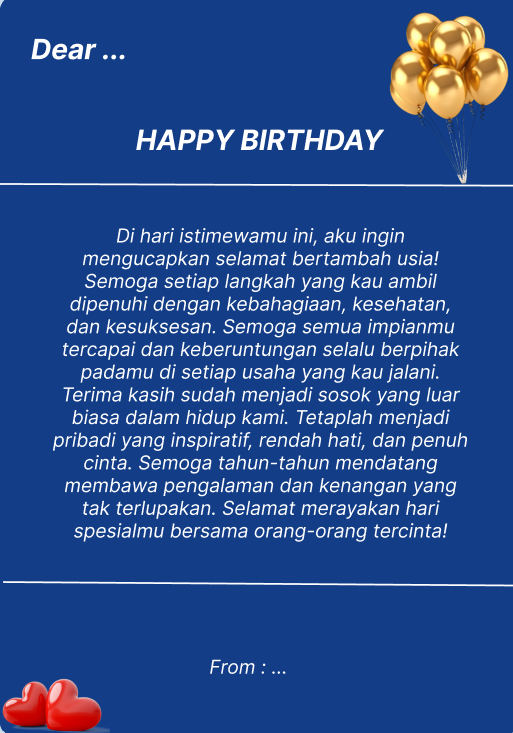 Dear ...
HAPPY BIRTHDAY
Di hari istimewamu ini, aku ingin
mengucapkan selamat bertambah usia!
Semoga setiap langkah yang kau ambil
dipenuhi dengan kebahagiaan, kesehatan,
dan kesuksesan. Semoga semua impianmu
tercapai dan keberuntungan selalu berpihak
padamu di setiap usaha yang kau jalani.
Terima kasih sudah menjadi sosok yang luar
biasa dalam hidup kami. Tetaplah menjadi
pribadi yang inspiratif, rendah hati, dan penuh
cinta. Semoga tahun-tahun mendatang
membawa pengalaman dan kenangan yang
tak terlupakan. Selamat merayakan hari
spesialmu bersama orang-orang tercinta!
From : ...